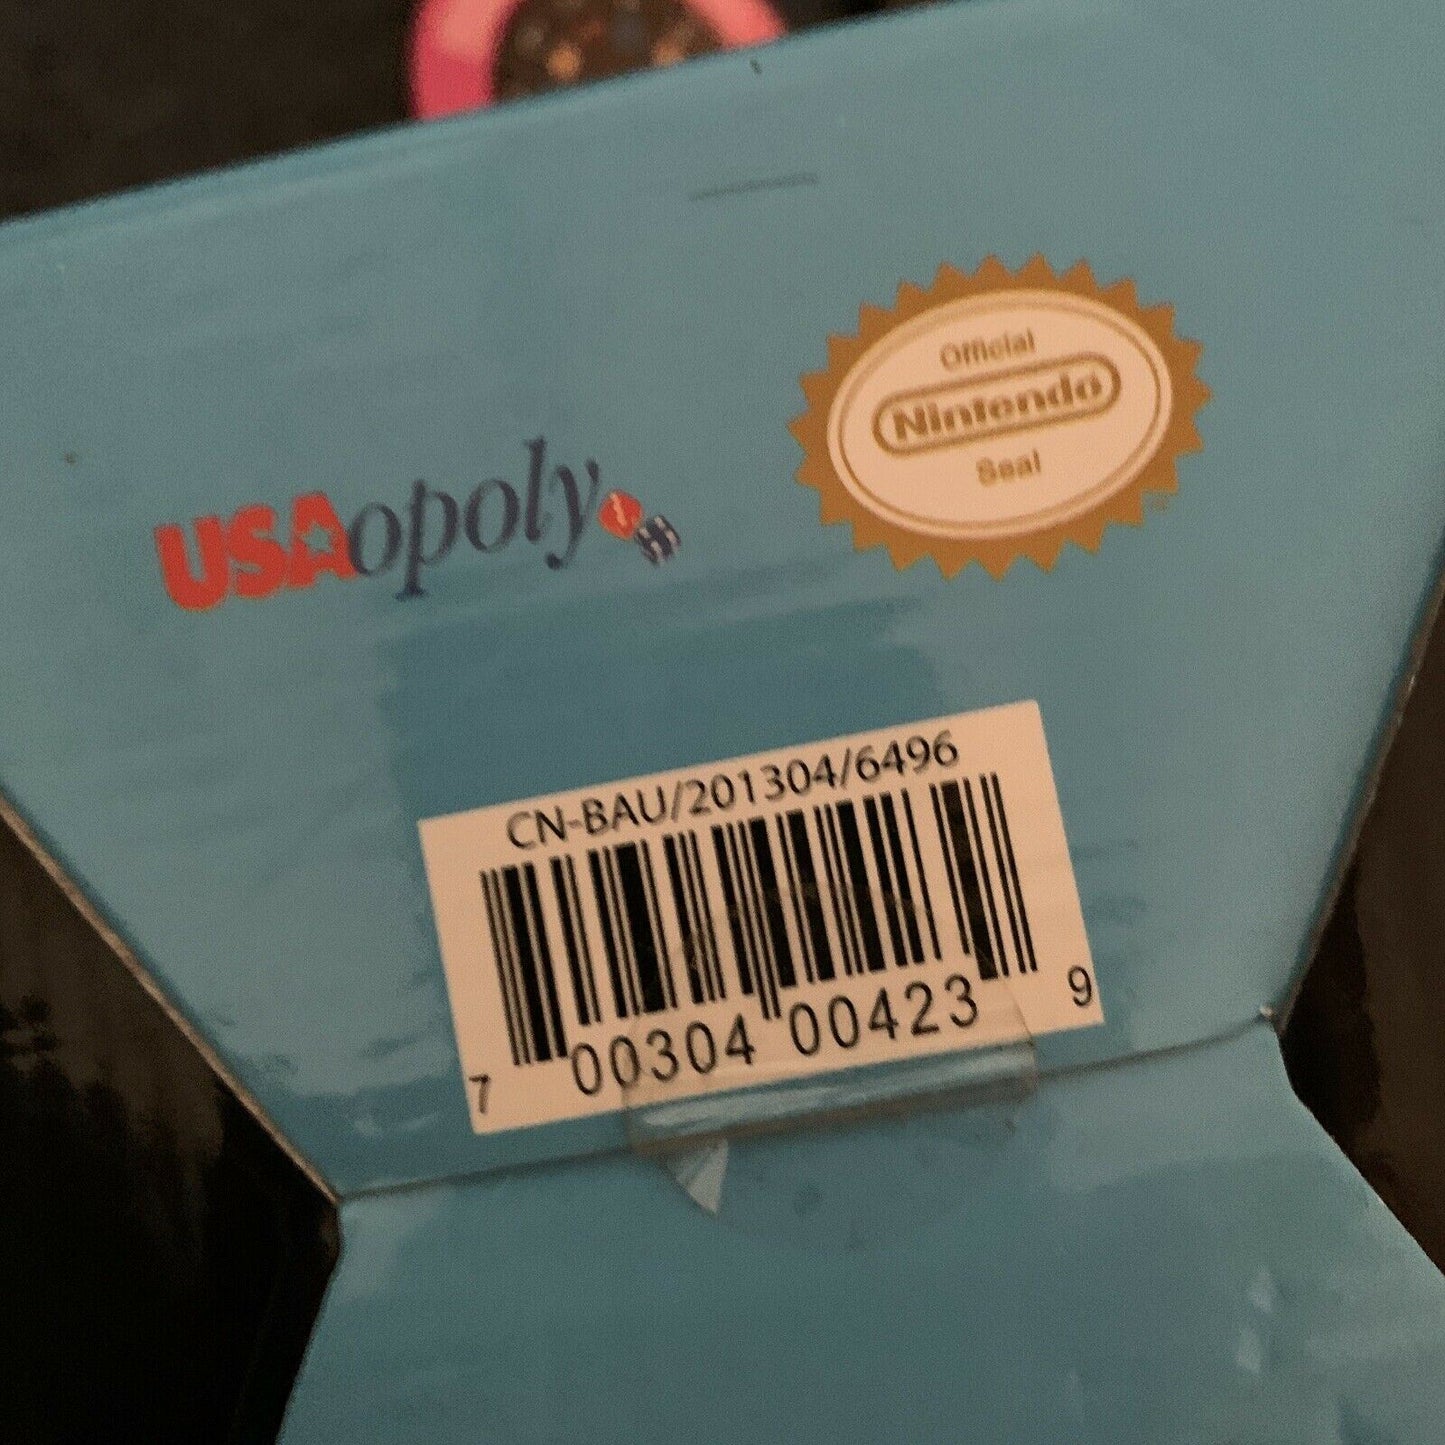 Official
Nintendo
Seal
USAopoly
CN-BAU/201304/6496
7 00304 00423 9